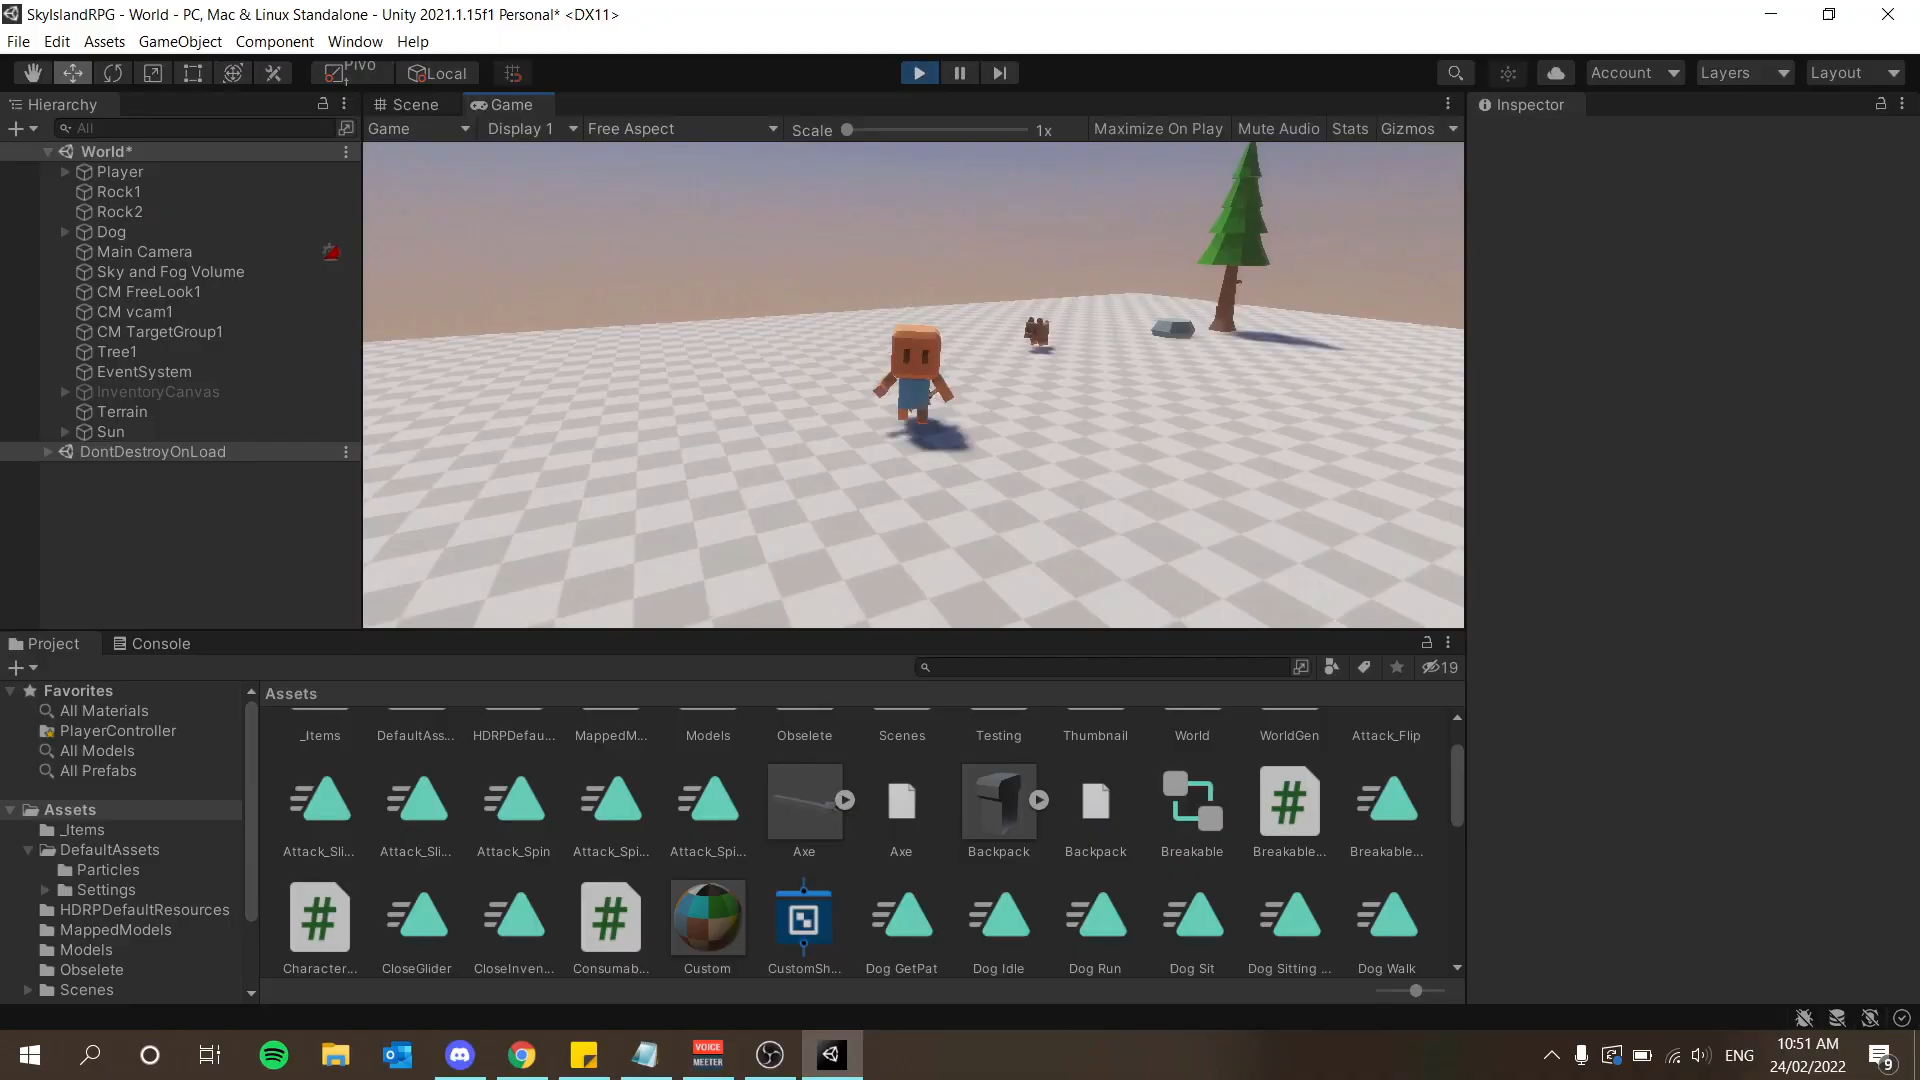 SkyIslandRPG - World - PC, Mac & Linux Standalone - Unity 2021.1.15f1 Personal* <DX11>
File Edit Assets GameObject Component Window Help
Pivot Local Account Layers Layout
Hierarchy
All
World*
Player
Rock1
Rock2
Dog
Main Camera
Sky and Fog Volume
CM FreeLook1
CM vcam1
CM TargetGroup1
Tree1
EventSystem
InventoryCanvas
Terrain
Sun
DontDestroyOnLoad
Scene Game
Game Display 1 Free Aspect Scale 1x Maximize On Play Mute Audio Stats Gizmos
Inspector
Project Console
19
Favorites
All Materials
PlayerController
All Models
All Prefabs
Assets
_Items
DefaultAssets
Particles
Settings
HDRPDefaultResources
MappedModels
Models
Obselete
Scenes
Assets
_Items DefaultAss... HDRPDefau... MappedM... Models Obselete Scenes Testing Thumbnail World WorldGen Attack_Flip
Attack_Sli... Attack_Sli... Attack_Spin Attack_Spi... Attack_Spi... Axe Axe Backpack Backpack Breakable Breakable... Breakable...
Character... CloseGlider CloseInven... Consumab... Custom CustomSh... Dog GetPat Dog Idle Dog Run Dog Sit Dog Sitting ... Dog Walk
VOICE
MEETER
ENG
10:51 AM
24/02/2022
9